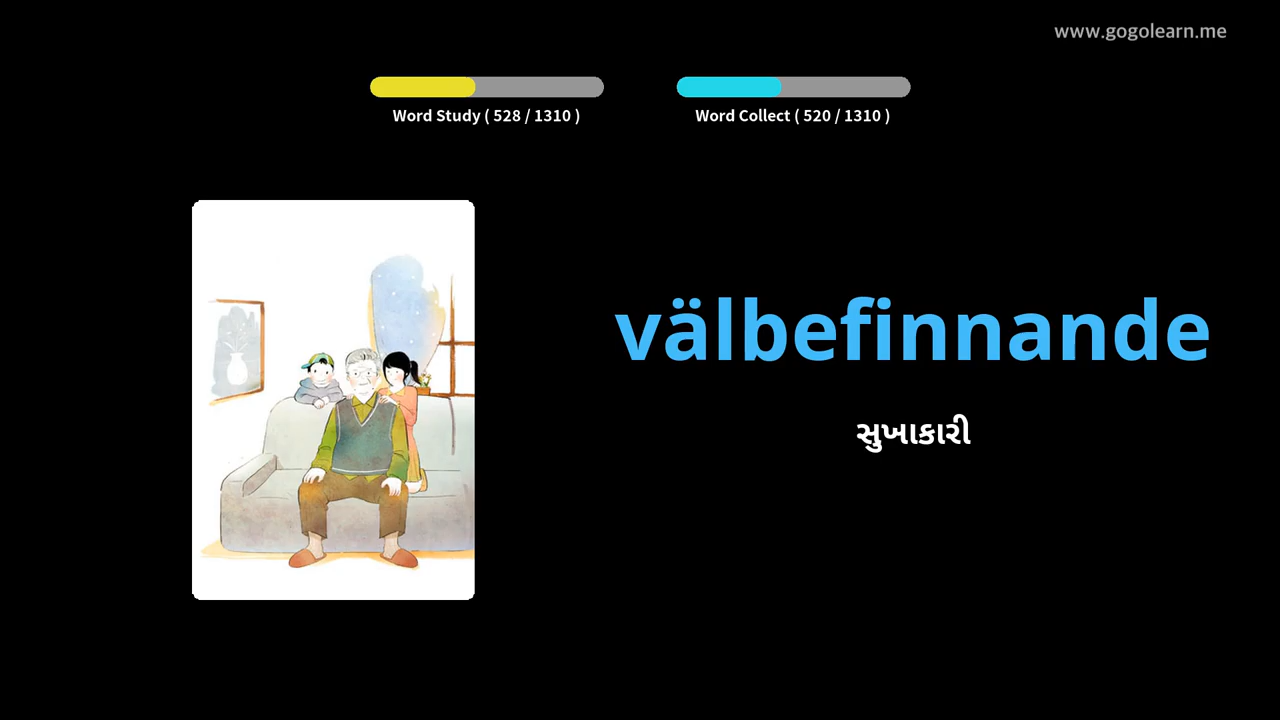 www.gogolearn.me
Word Study ( 528 / 1310 )
Word Collect ( 520 / 1310 )
välbefinnande
સુખાકારી